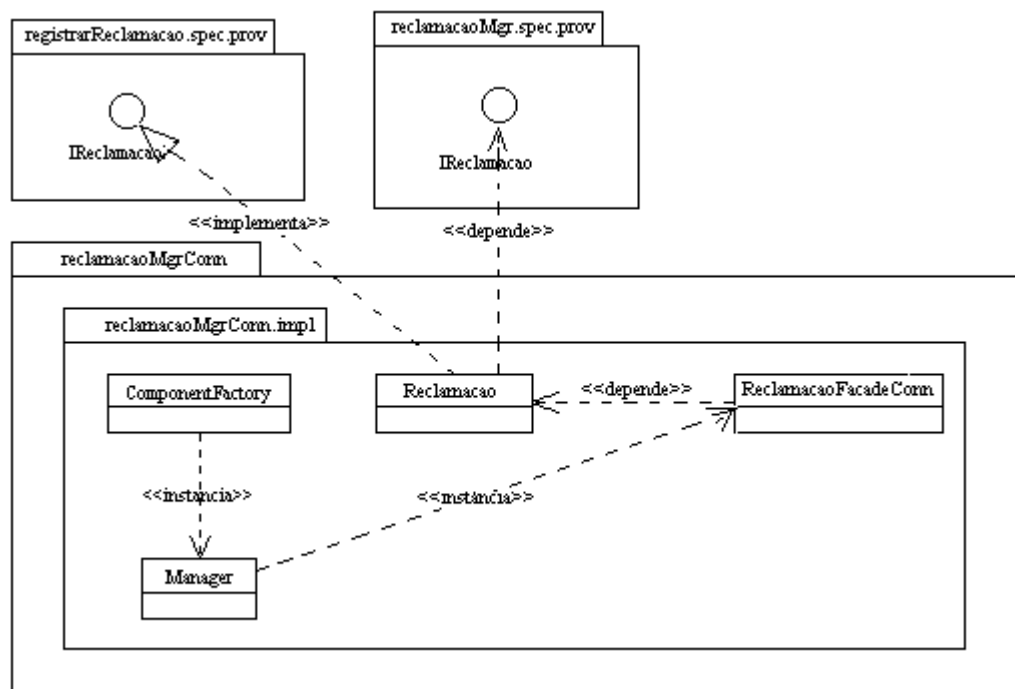 registrarReclamacao.spec.prov
reclamacaoMgr.spec.prov
IReclamacao
IReclamacao
<<implementa>>
<<depende>>
reclamacaoMgrConn
reclamacaoMgrConn.impl
ComponentFactory
Reclamacao
<<depende>>
ReclamacaoFacadeConn
<<instancia>>
<<instância>>
Manager